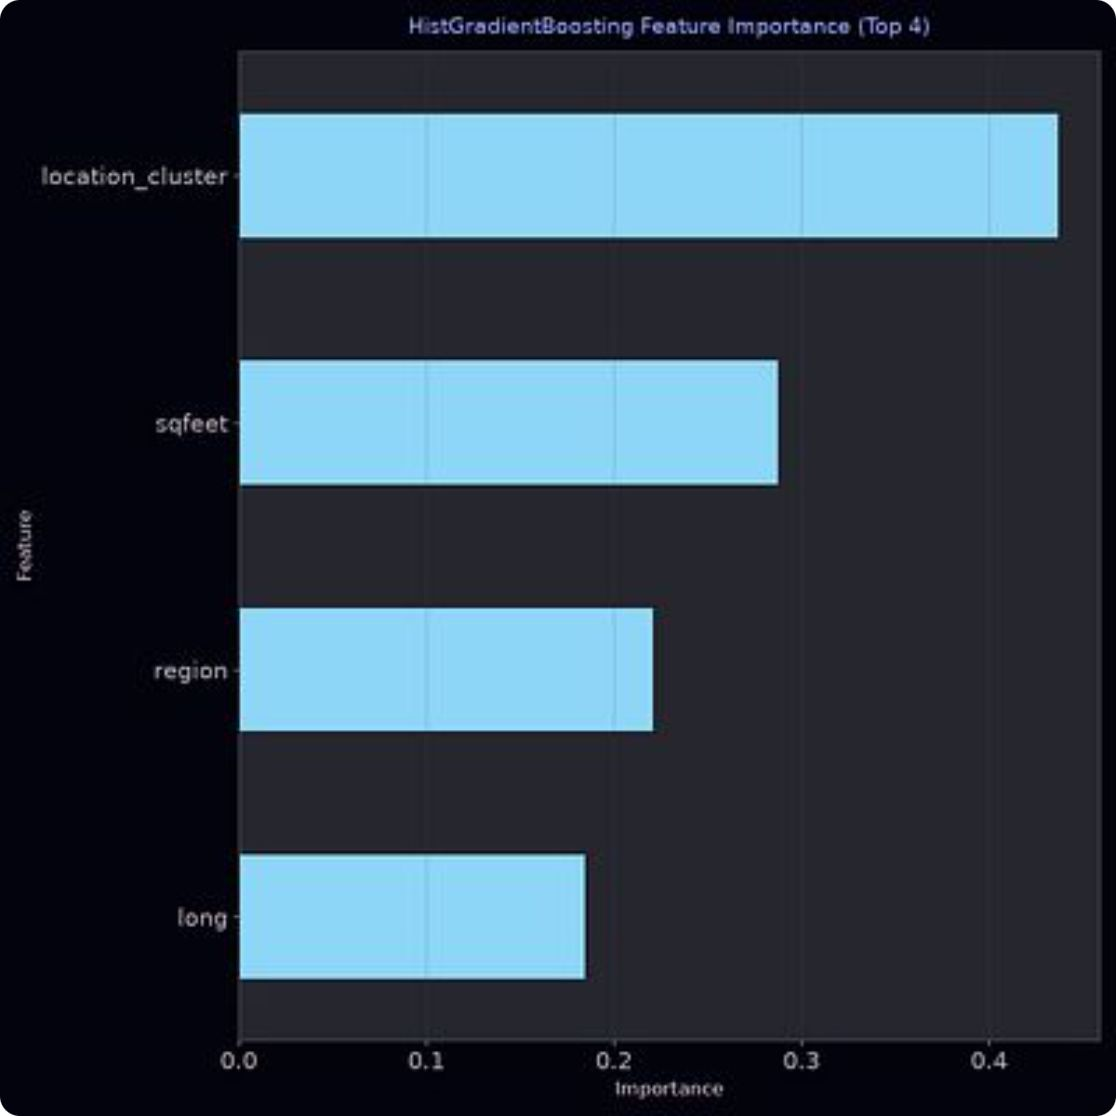 HistGradientBoosting Feature Importance (Top 4)
location_cluster
sqfeet
Feature
region
long
0.0 0.1 0.2 0.3 0.4
Importance